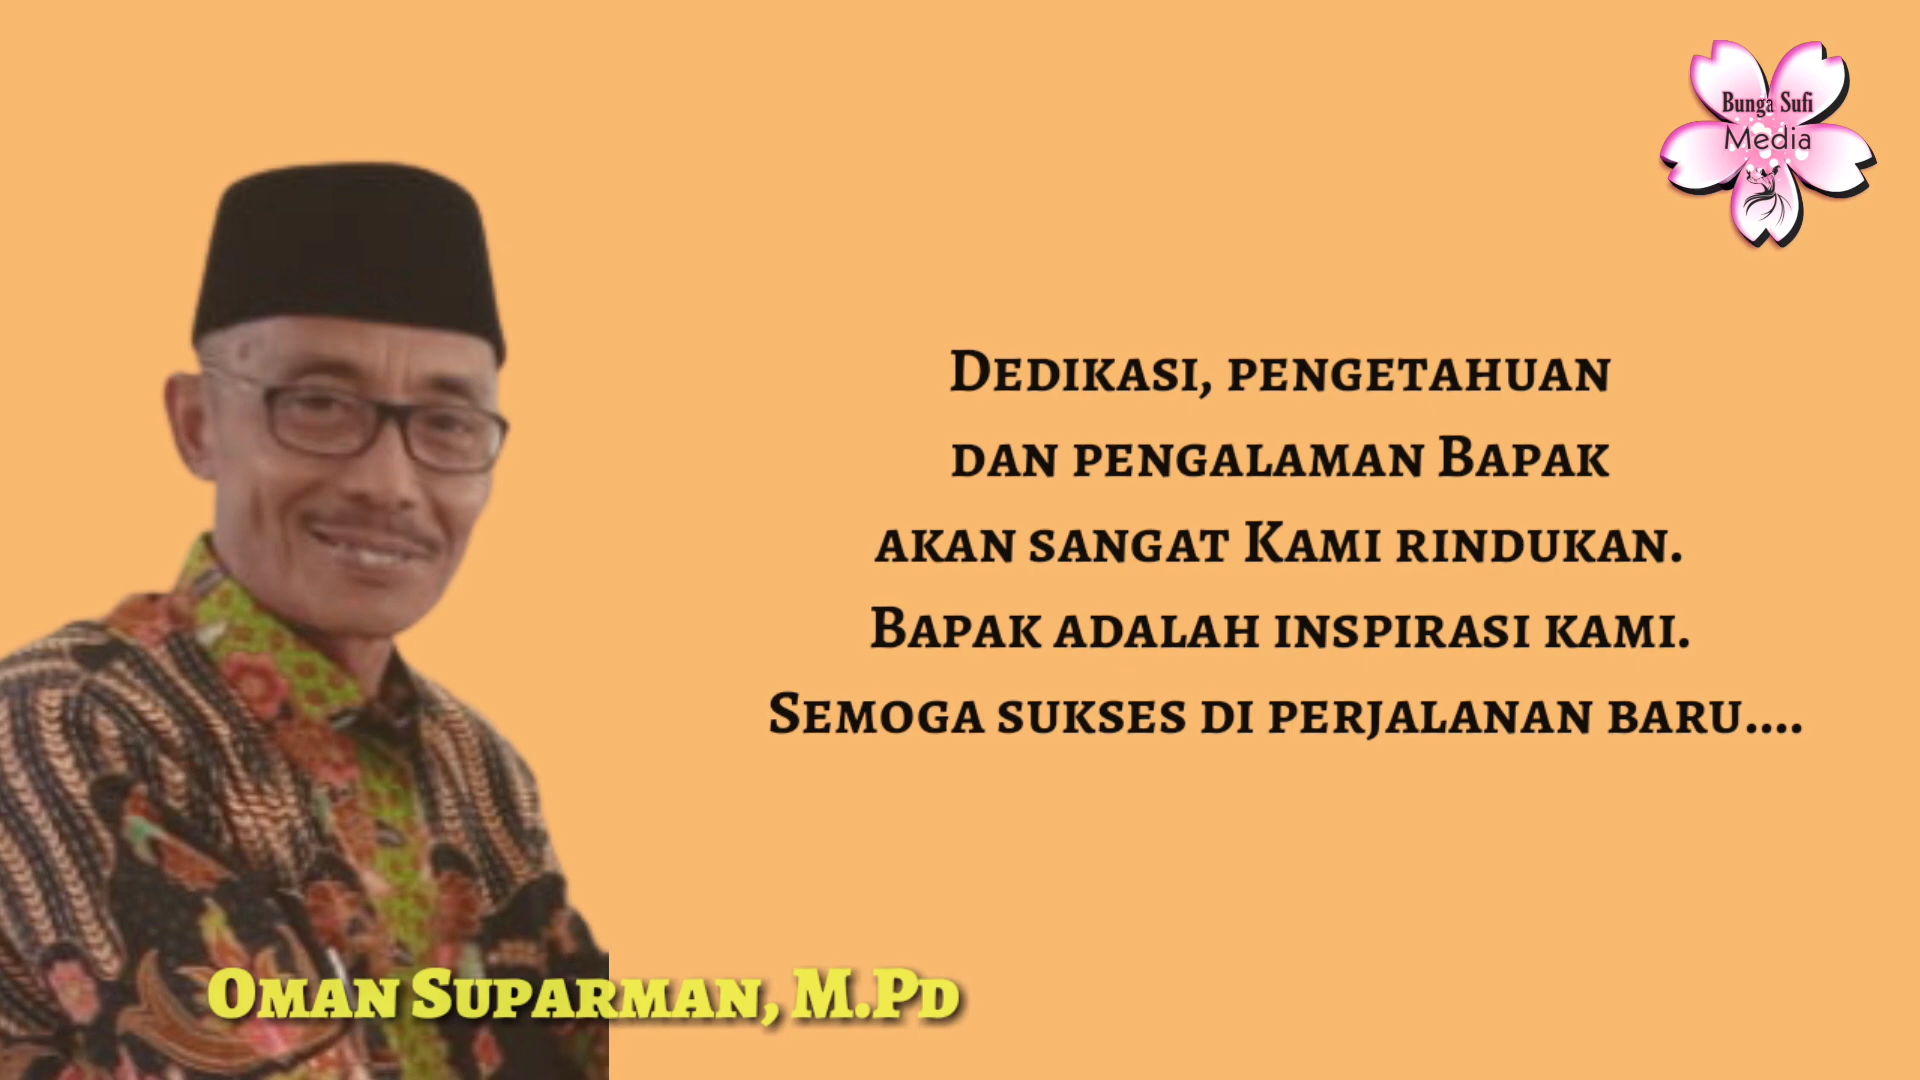 Bunga Sufi
Media
Dedikasi, pengetahuan
dan pengalaman Bapak
akan sangat Kami rindukan.
Bapak adalah inspirasi kami.
Semoga sukses di perjalanan baru....
Oman Suparman, M.Pd